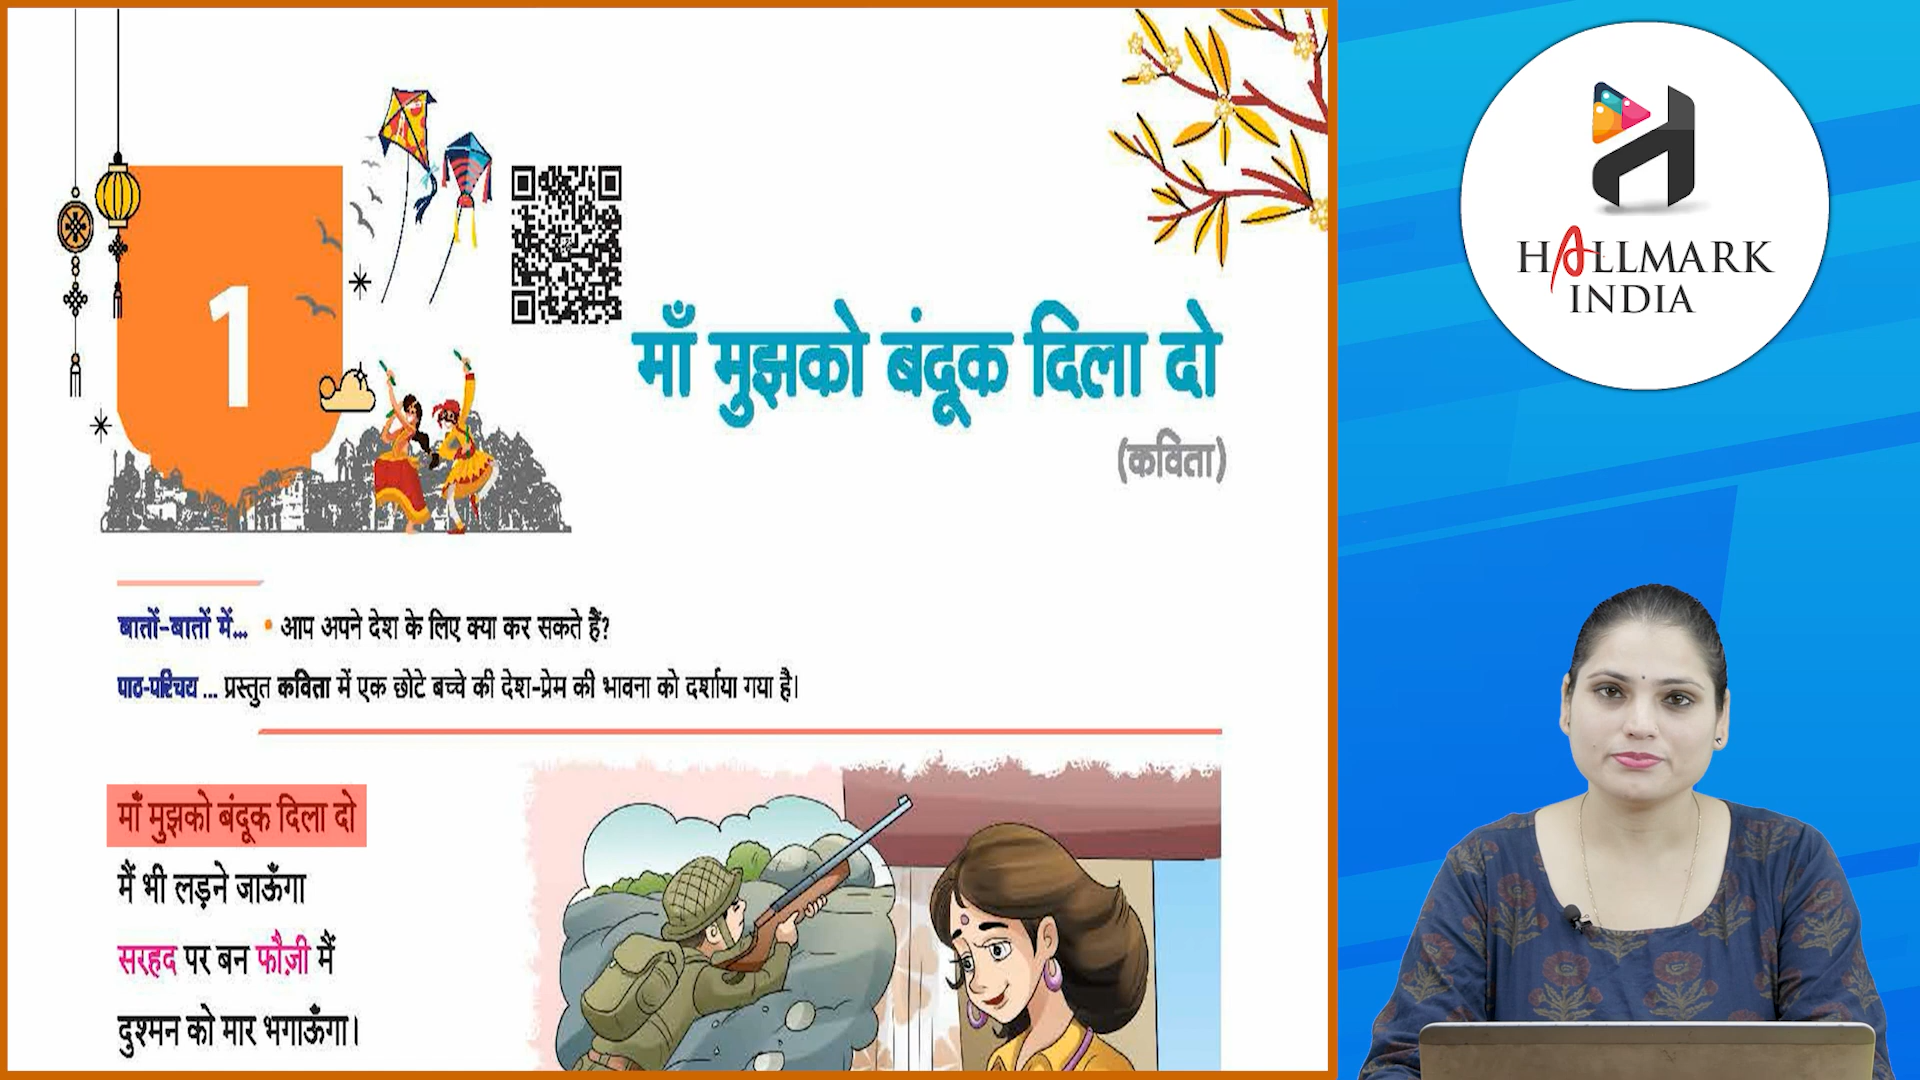 1
माँ मुझको बंदूक दिला दो
(कविता)
बातों-बातों में... • आप अपने देश के लिए क्या कर सकते हैं?
पाठ-परिचय ... प्रस्तुत कविता में एक छोटे बच्चे की देश-प्रेम की भावना को दर्शाया गया है।
माँ मुझको बंदूक दिला दो
मैं भी लड़ने जाऊँगा
सरहद पर बन फौज़ी मैं
दुश्मन को मार भगाऊँगा।
HALLMARK
INDIA